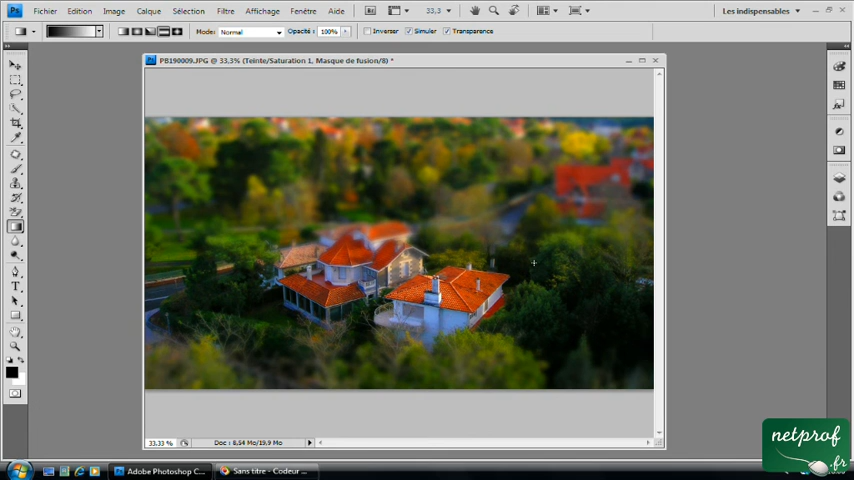 Fichier Edition Image Calque Sélection Filtre Affichage Fenêtre Aide 33,3 Les indispensables
Mode: Normal Opacité: 100% Inverser Simuler Transparence
PB190009.JPG @ 33,3% (Teinte/Saturation 1, Masque de fusion/8) *
33.33 % Doc : 8,54 Mo/19,9 Mo
netprof
.fr
Adobe Photoshop C... Sans titre - Codeur ...